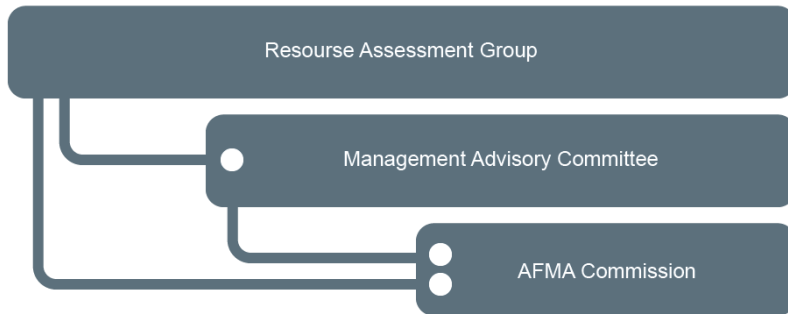 Resourse Assessment Group
Management Advisory Committee
AFMA Commission